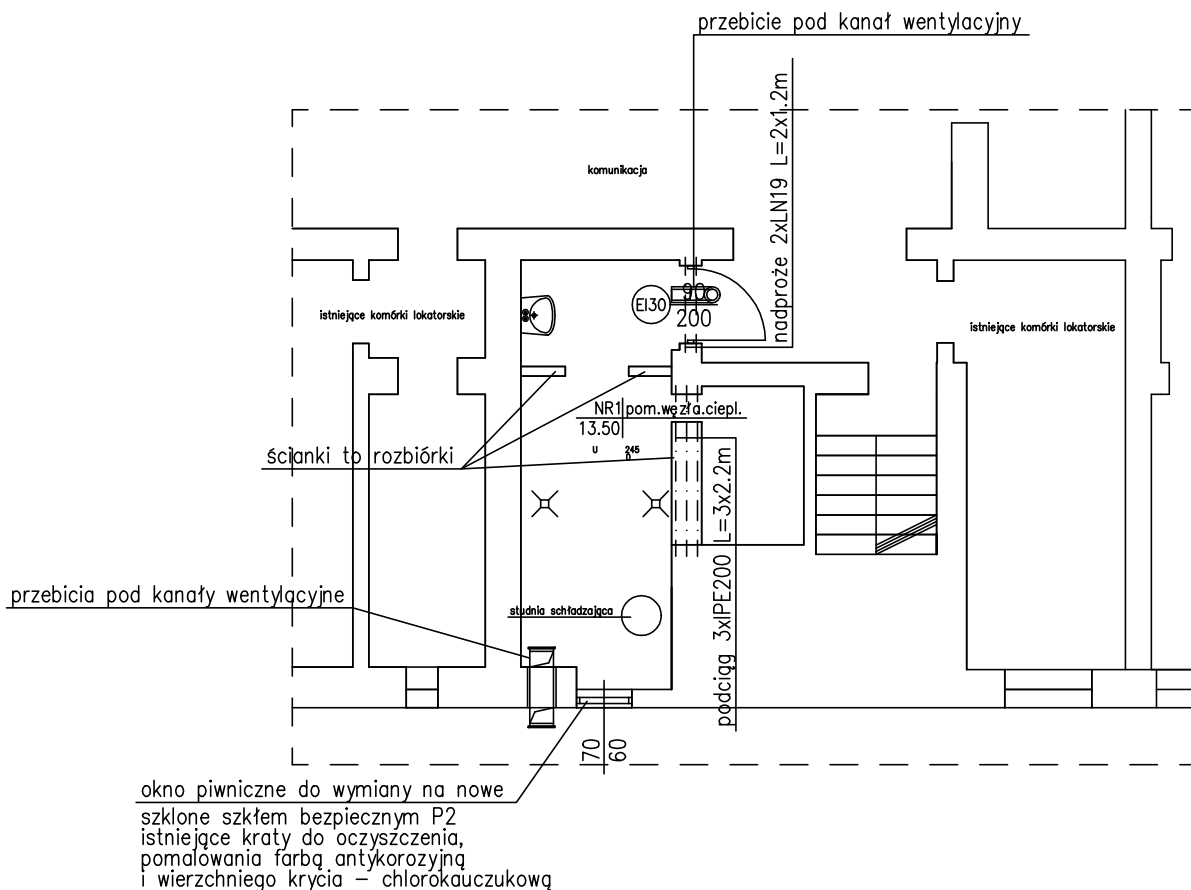 przebicie pod kanał wentylacyjny
nadproże 2xLN19 L=2x1.2m
komunikacja
istniejące komórki lokatorskie
EI30
90
200
istniejące komórki lokatorskie
NR1 pom.węzła.ciepl.
13.50
U 245
0
ścianki to rozbiórki
podciąg 3xIPE200 L=3x2.2m
przebicia pod kanały wentylacyjne
studnia schładzająca
70
60
okno piwniczne do wymiany na nowe
szklone szkłem bezpiecznym P2
istniejące kraty do oczyszczenia,
pomalowania farbą antykorozyjną
i wierzchniego krycia – chlorokauczukową